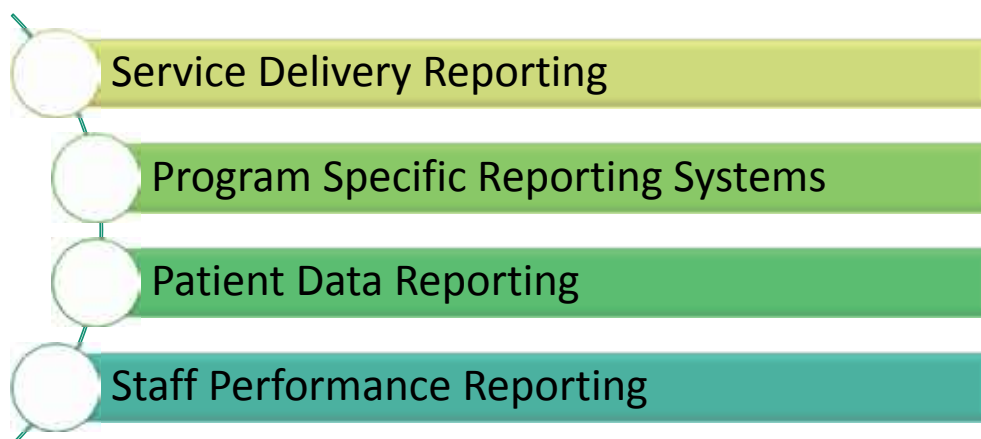 Service Delivery Reporting
Program Specific Reporting Systems
Patient Data Reporting
Staff Performance Reporting